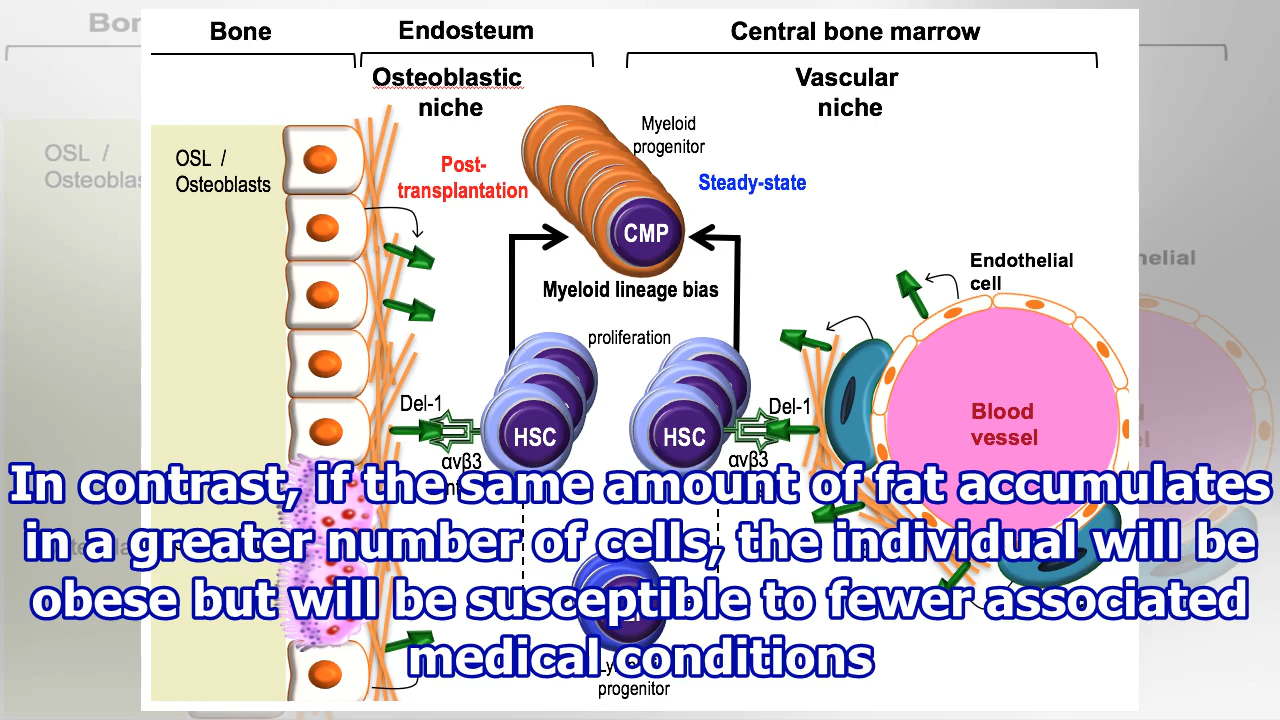 Bone
Endosteum
Central bone marrow
Osteoblastic
niche
Vascular
niche
Myeloid
progenitor
OSL /
Osteoblasts
Post-
transplantation
Steady-state
CMP
Myeloid lineage bias
Endothelial
cell
proliferation
Del-1
Del-1
HSC
HSC
αvβ3
αvβ3
Blood
vessel
In contrast, if the same amount of fat accumulates
in a greater number of cells, the individual will be
obese but will be susceptible to fewer associated
medical conditions
progenitor
OSL /